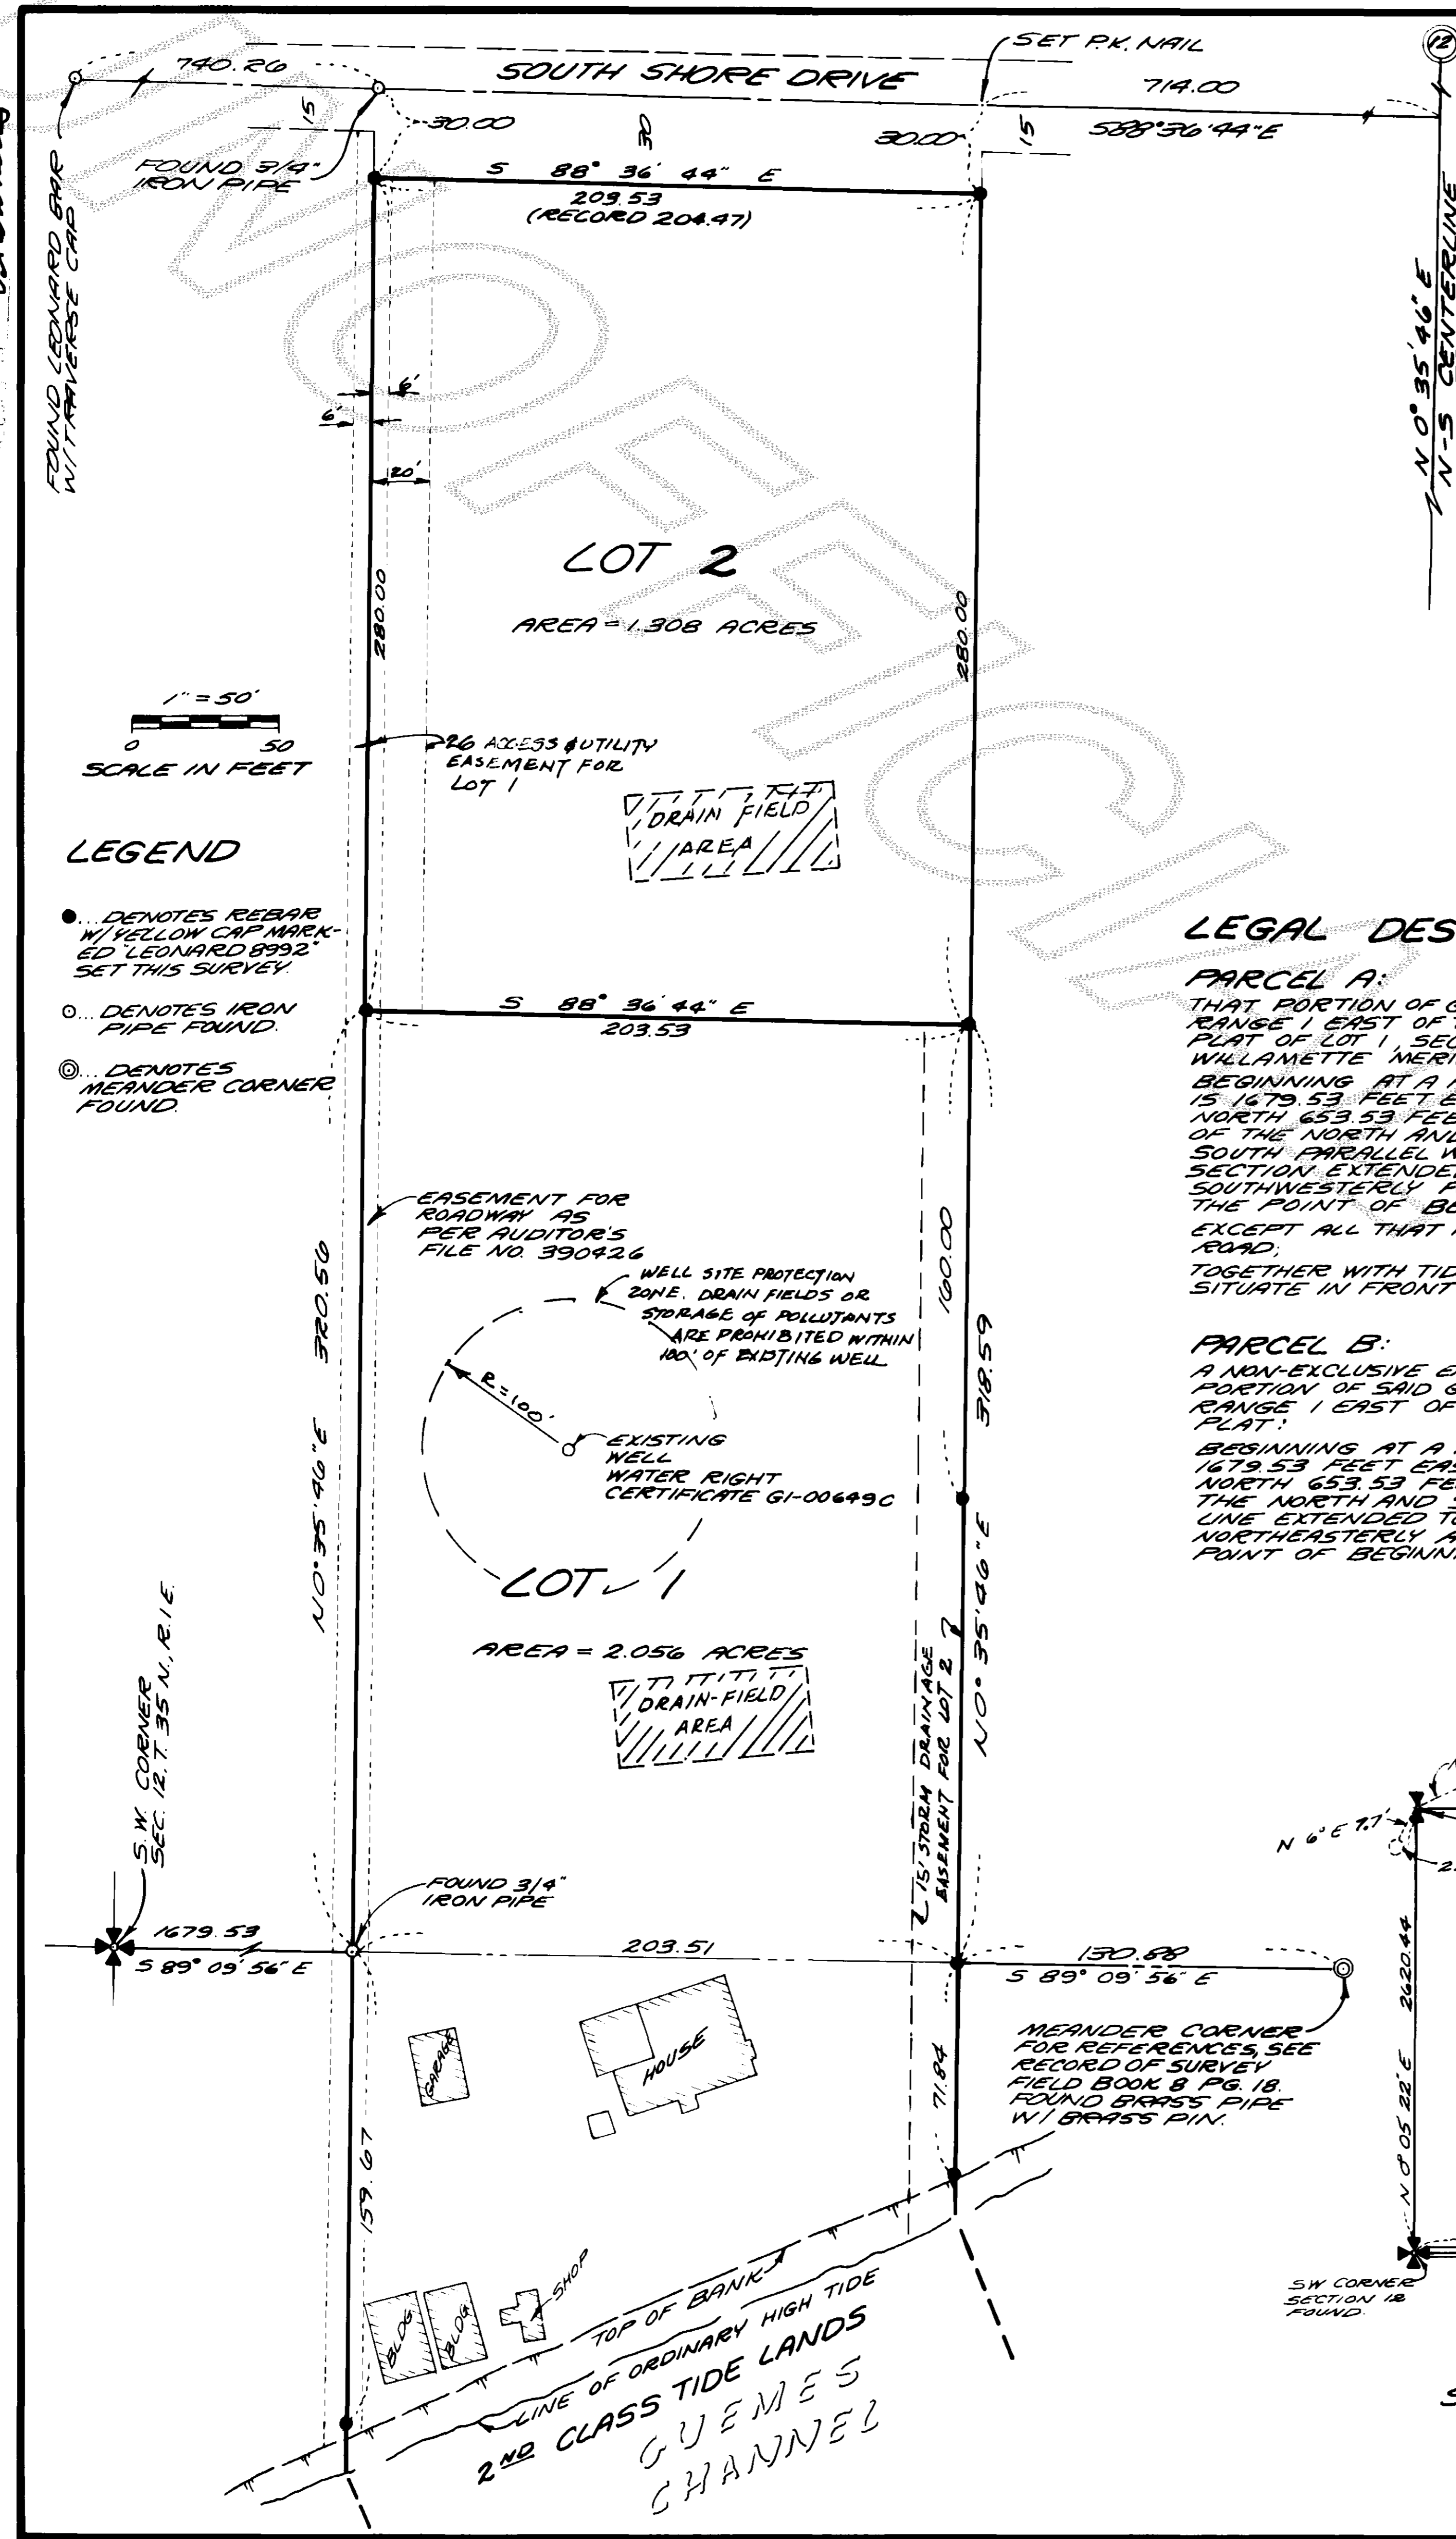 SET P.K. NAIL
12
740.26
SOUTH SHORE DRIVE
714.00
S88°36'44"E
15
30.00
30
30.00
15
FOUND 3/4"
IRON PIPE
FOUND LEONARD BAR
W/TRAVERSE CAP
S 88° 36' 44" E
209.53
(RECORD 204.47)
N 0° 35' 46" E
N-S CENTERLINE
6'
6'
20'
LOT 2
AREA = 1.308 ACRES
280.00
280.00
1" = 50'
0 50
SCALE IN FEET
26 ACCESS & UTILITY
EASEMENT FOR
LOT 1
DRAIN FIELD
AREA
LEGEND
... DENOTES REBAR
W/ YELLOW CAP MARK-
ED "LEONARD 8992"
SET THIS SURVEY.
... DENOTES IRON
PIPE FOUND.
... DENOTES
MEANDER CORNER
FOUND.
S 88° 36' 44" E
203.53
LEGAL DES
PARCEL A:
THAT PORTION OF G
RANGE 1 EAST OF
PLAT OF LOT 1, SEC
WILLAMETTE MERI
BEGINNING AT A
IS 1679.53 FEET E
NORTH 653.53 FEE
OF THE NORTH AND
SOUTH PARALLEL W
SECTION EXTENDE
SOUTHWESTERLY
THE POINT OF BE
EXCEPT ALL THAT
ROAD;
TOGETHER WITH TID
SITUATE IN FRONT
PARCEL B:
A NON-EXCLUSIVE E
PORTION OF SAID G
RANGE 1 EAST OF
PLAT:
BEGINNING AT A
1679.53 FEET EAS
NORTH 653.53 FE
THE NORTH AND S
LINE EXTENDED TO
NORTHEASTERLY A
POINT OF BEGINN
EASEMENT FOR
ROADWAY AS
PER AUDITOR'S
FILE NO. 390426
WELL SITE PROTECTION
ZONE. DRAIN FIELDS OR
STORAGE OF POLLUTANTS
ARE PROHIBITED WITHIN
100' OF EXISTING WELL
R=100'
EXISTING
WELL
WATER RIGHT
CERTIFICATE G1-00649C
N0° 35' 46" E 320.56
160.00
318.59
N0° 35' 46" E
LOT 1
AREA = 2.056 ACRES
DRAIN-FIELD
AREA
15' STORM DRAINAGE
EASEMENT FOR LOT 2
S.W. CORNER
SEC. 12, T. 35 N., R.1 E.
FOUND 3/4"
IRON PIPE
1679.53
S 89° 09' 56" E
203.51
130.88
S 89° 09' 56" E
MEANDER CORNER
FOR REFERENCES, SEE
RECORD OF SURVEY
FIELD BOOK 8 PG. 18.
FOUND BRASS PIPE
W/ BRASS PIN.
GARAGE
HOUSE
71.84
159.67
BLDG
BLDG
SHOP
TOP OF BANK
LINE OF ORDINARY HIGH TIDE
2ND CLASS TIDE LANDS
GUEMES
CHANNEL
N 6° E 7.7'
2620.44
N 0 05 22" E
SW CORNER
SECTION 12
FOUND.